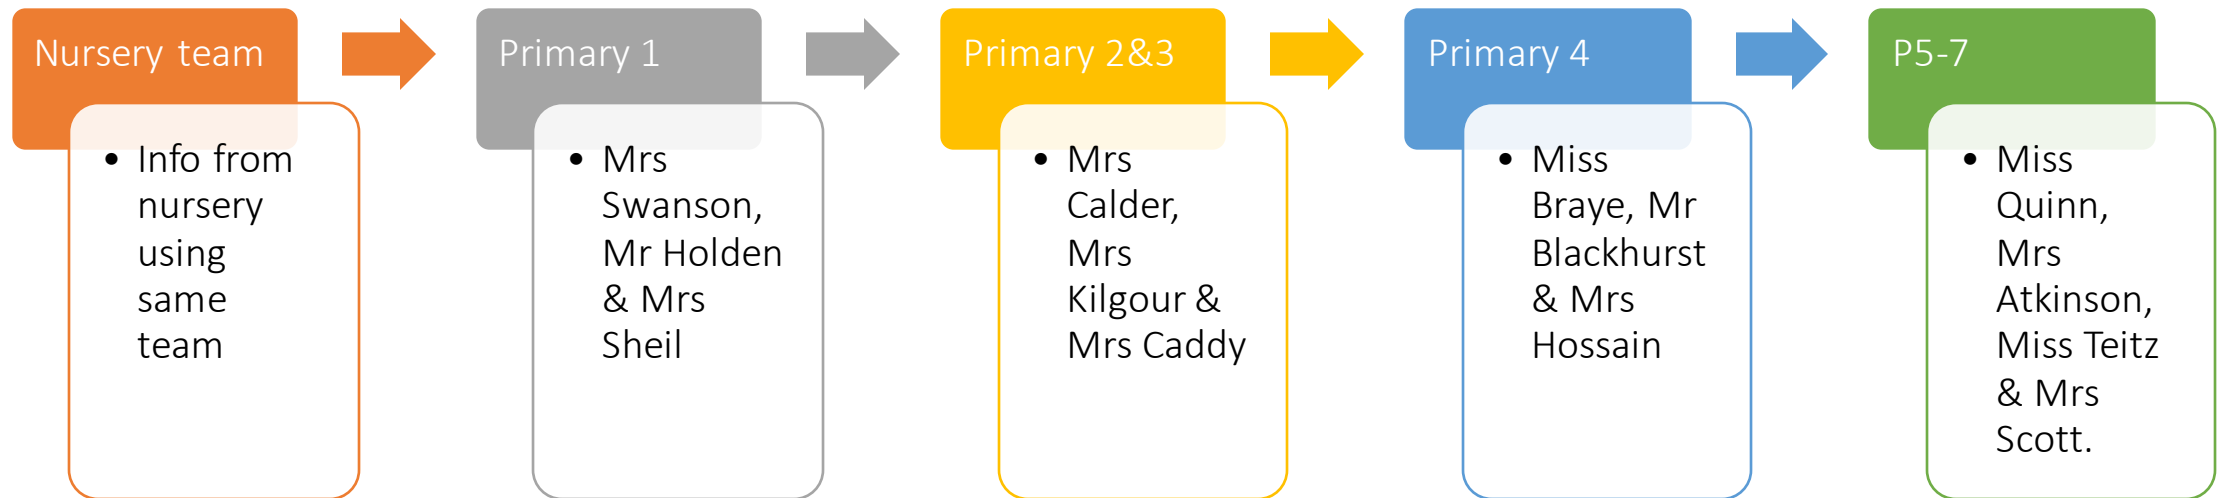 Nursery team
• Info from
nursery
using
same
team
Primary 1
• Mrs
Swanson,
Mr Holden
& Mrs
Sheil
Primary 2&3
• Mrs
Calder,
Mrs
Kilgour &
Mrs Caddy
Primary 4
• Miss
Braye, Mr
Blackhurst
& Mrs
Hossain
P5-7
• Miss
Quinn,
Mrs
Atkinson,
Miss Teitz
& Mrs
Scott.